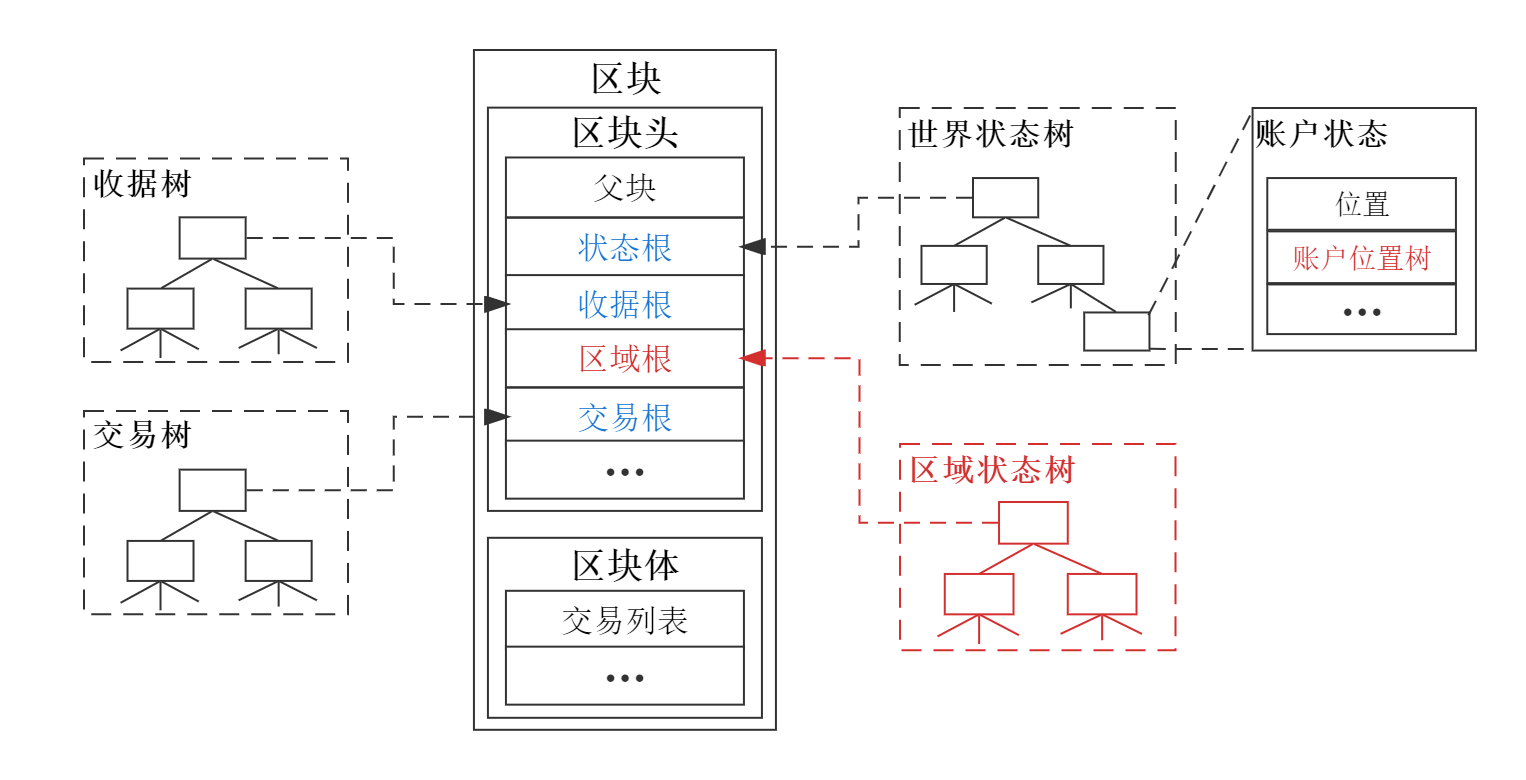 收据树
交易树
区块
区块头
父块
状态根
收据根
区域根
交易根
•••
区块体
交易列表
•••
世界状态树
区域状态树
账户状态
位置
账户位置树
•••